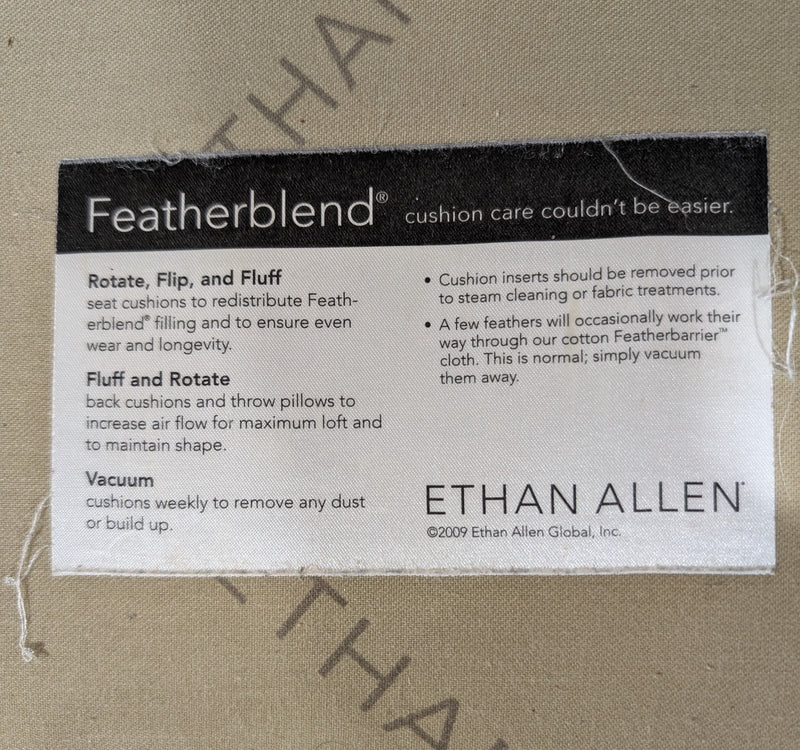 THA
Featherblend® cushion care couldn't be easier.
Rotate, Flip, and Fluff
seat cushions to redistribute Feath-
erblend® filling and to ensure even
wear and longevity.
Fluff and Rotate
back cushions and throw pillows to
increase air flow for maximum loft and
to maintain shape.
Vacuum
cushions weekly to remove any dust
or build up.
• Cushion inserts should be removed prior
to steam cleaning or fabric treatments.
• A few feathers will occasionally work their
way through our cotton Featherbarrier™
cloth. This is normal; simply vacuum
them away.
ETHAN ALLEN
©2009 Ethan Allen Global, Inc.
ETHA